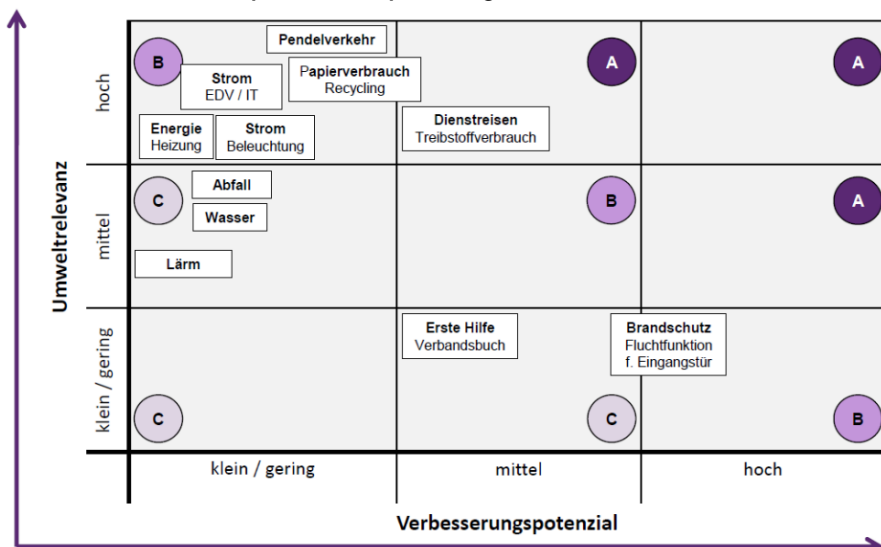 Pendelverkehr
B
A
A
Strom
EDV / IT
Papierverbrauch
Recycling
hoch
Dienstreisen
Treibstoffverbrauch
Energie
Heizung
Strom
Beleuchtung
Umweltrelevanz
mittel
C
Abfall
Wasser
B
A
Lärm
klein / gering
Erste Hilfe
Verbandsbuch
Brandschutz
Fluchtfunktion
f. Eingangstür
C
C
B
klein / gering
mittel
hoch
Verbesserungspotenzial